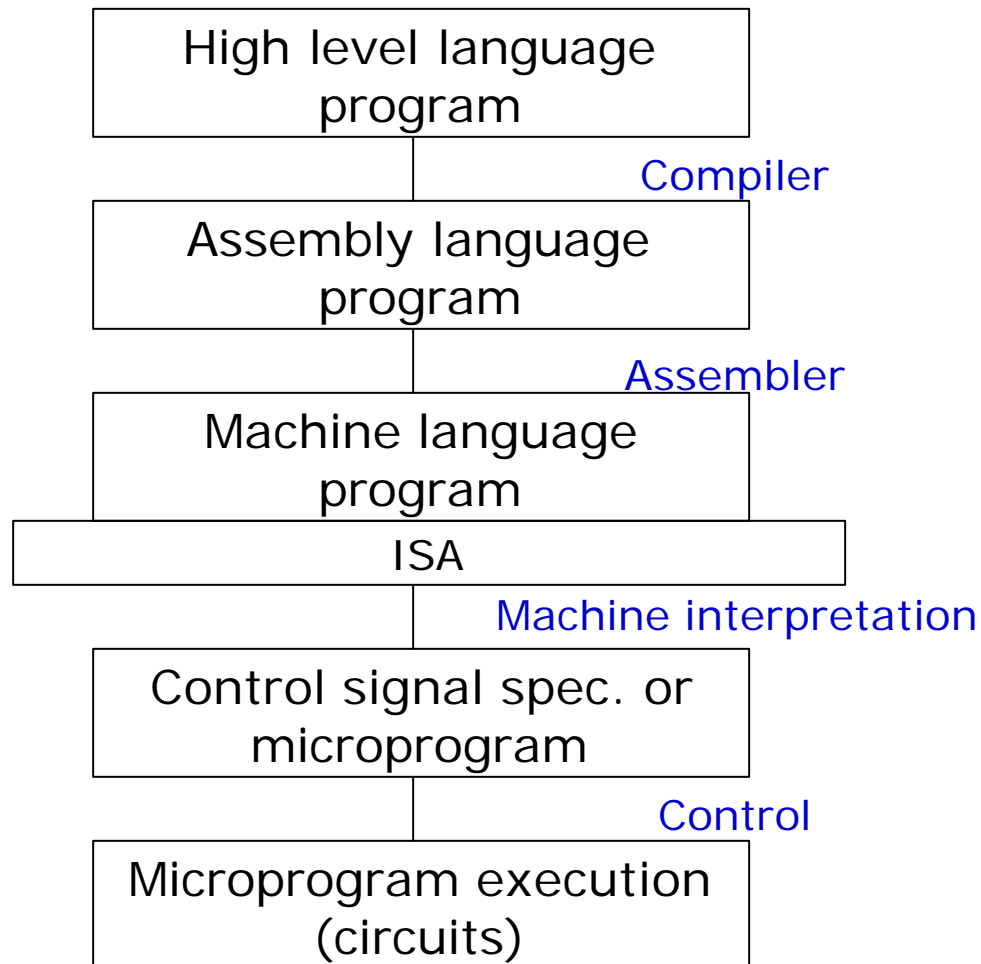 High level language
program
Compiler
Assembly language
program
Assembler
Machine language
program
ISA
Machine interpretation
Control signal spec. or
microprogram
Control
Microprogram execution
(circuits)